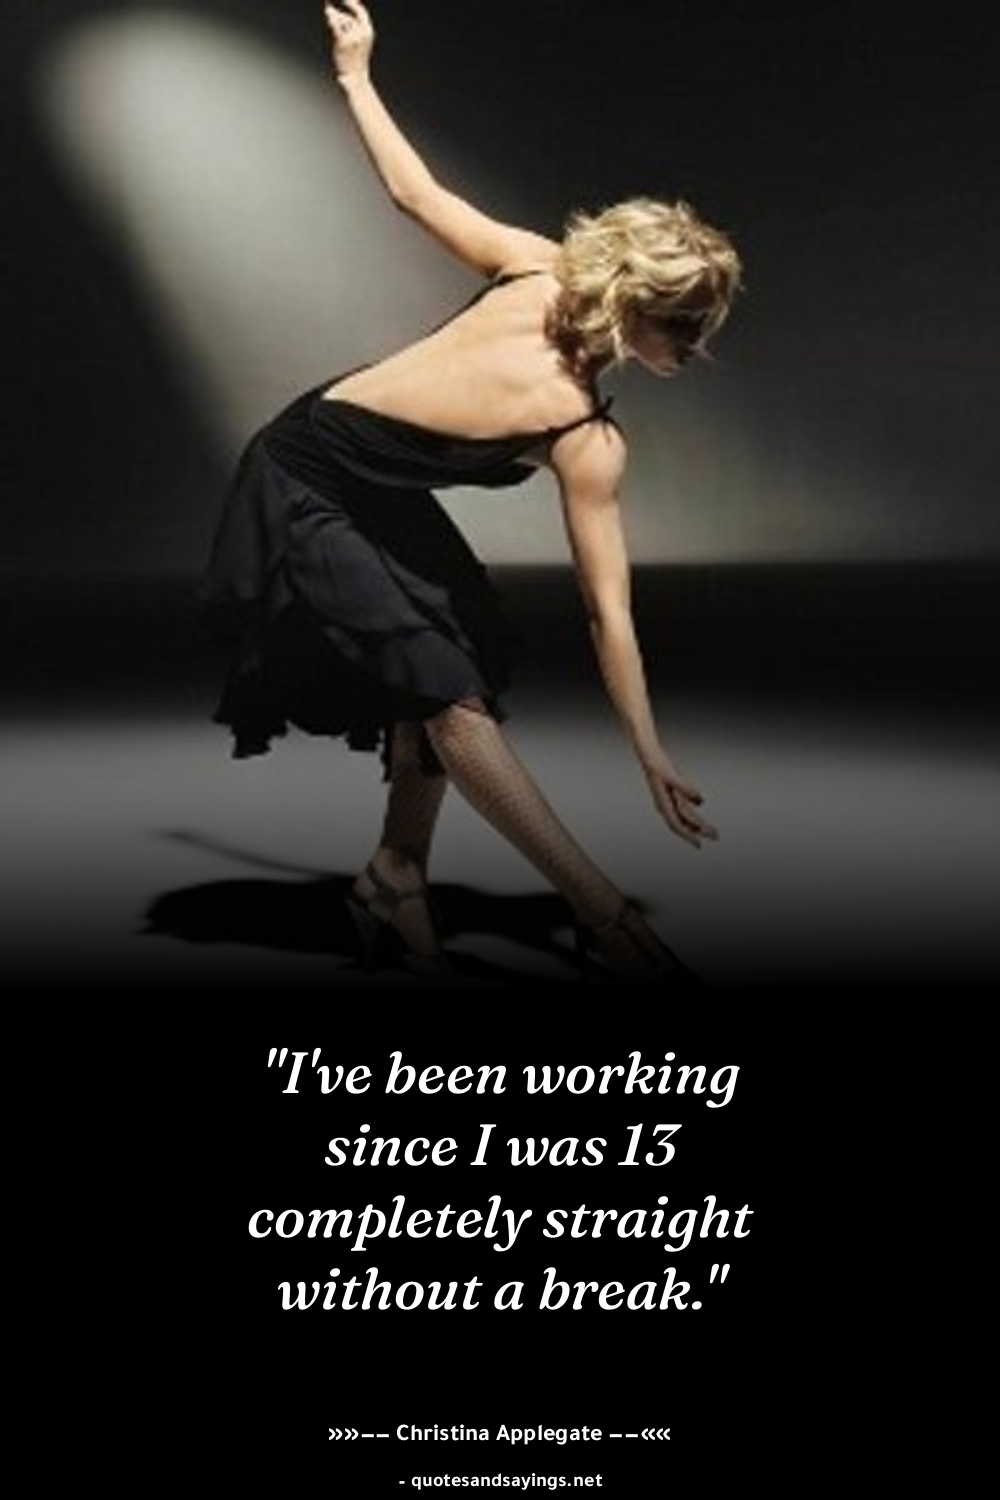 "I've been working
since I was 13
completely straight
without a break."
»»–– Christina Applegate ––««
- quotesandsayings.net